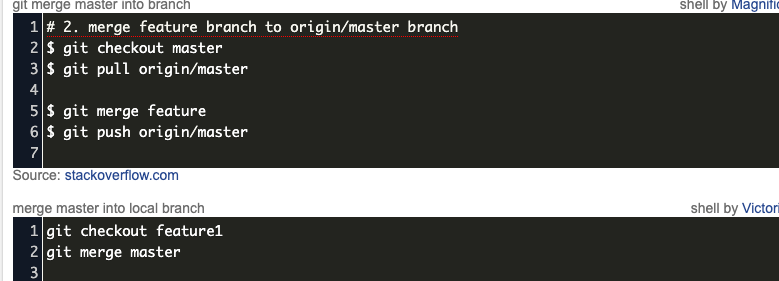 git merge master into branch
shell by Magnific
1 # 2. merge feature branch to origin/master branch
2 $ git checkout master
3 $ git pull origin/master
4
5 $ git merge feature
6 $ git push origin/master
7
Source: stackoverflow.com
merge master into local branch
shell by Victori
1 git checkout feature1
2 git merge master
3